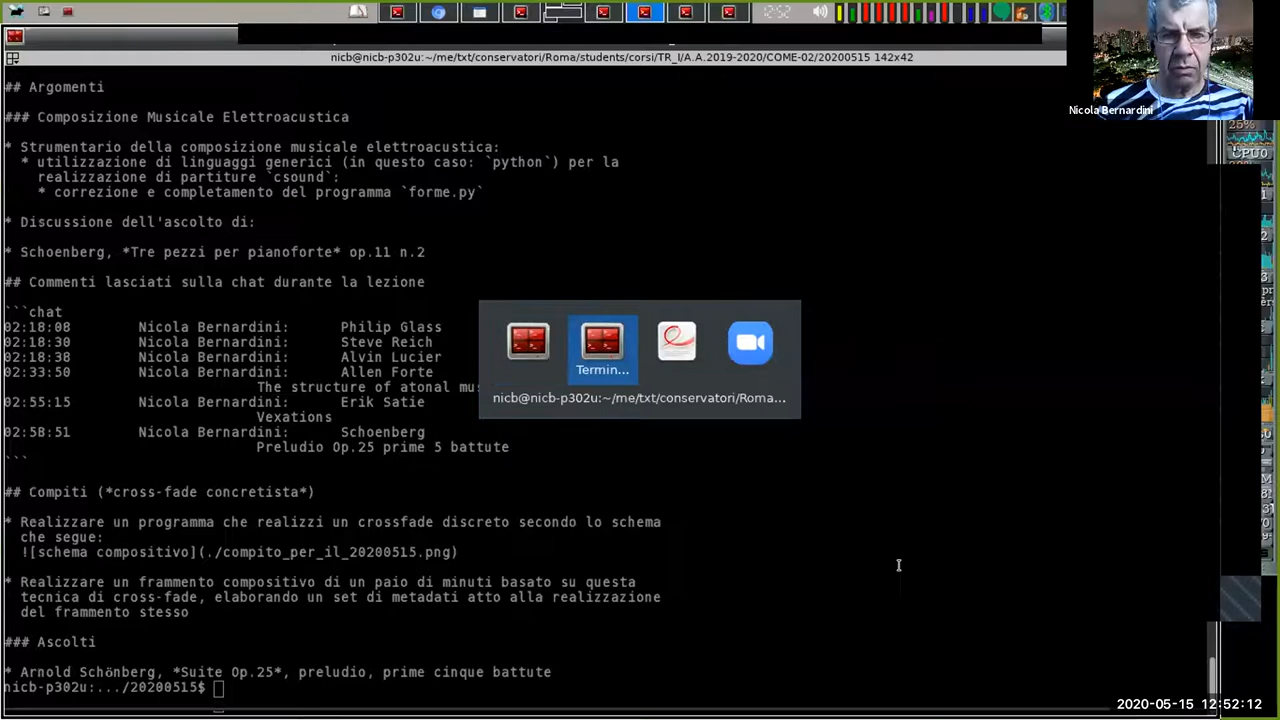 12:52
nicb@nicb-p302u:~/me/txt/conservatori/Roma/students/corsi/TR_I/A.A.2019-2020/COME-02/20200515 142x42
Nicola Bernardini
25%
CPU0
## Argomenti
### Composizione Musicale Elettroacustica
* Strumentario della composizione musicale elettroacustica:
* utilizzazione di linguaggi generici (in questo caso: `python`) per la
realizzazione di partiture `csound`:
* correzione e completamento del programma `forme.py`
* Discussione dell'ascolto di:
* Schoenberg, *Tre pezzi per pianoforte* op.11 n.2
## Commenti lasciati sulla chat durante la lezione
```chat
02:18:08 Nicola Bernardini: Philip Glass
02:18:30 Nicola Bernardini: Steve Reich
02:18:38 Nicola Bernardini: Alvin Lucier
02:33:50 Nicola Bernardini: Allen Forte
The structure of atonal mus
02:55:15 Nicola Bernardini: Erik Satie
Vexations
02:58:51 Nicola Bernardini: Schoenberg
Preludio Op.25 prime 5 battute
```
Termin...
nicb@nicb-p302u:~/me/txt/conservatori/Roma...
## Compiti (*cross-fade concretista*)
* Realizzare un programma che realizzi un crossfade discreto secondo lo schema
che segue:
![schema compositivo](./compito_per_il_20200515.png)
* Realizzare un frammento compositivo di un paio di minuti basato su questa
tecnica di cross-fade, elaborando un set di metadati atto alla realizzazione
del frammento stesso
### Ascolti
* Arnold Schönberg, *Suite Op.25*, preludio, prime cinque battute
nicb-p302u:.../20200515$
2020-05-15 12:52:12